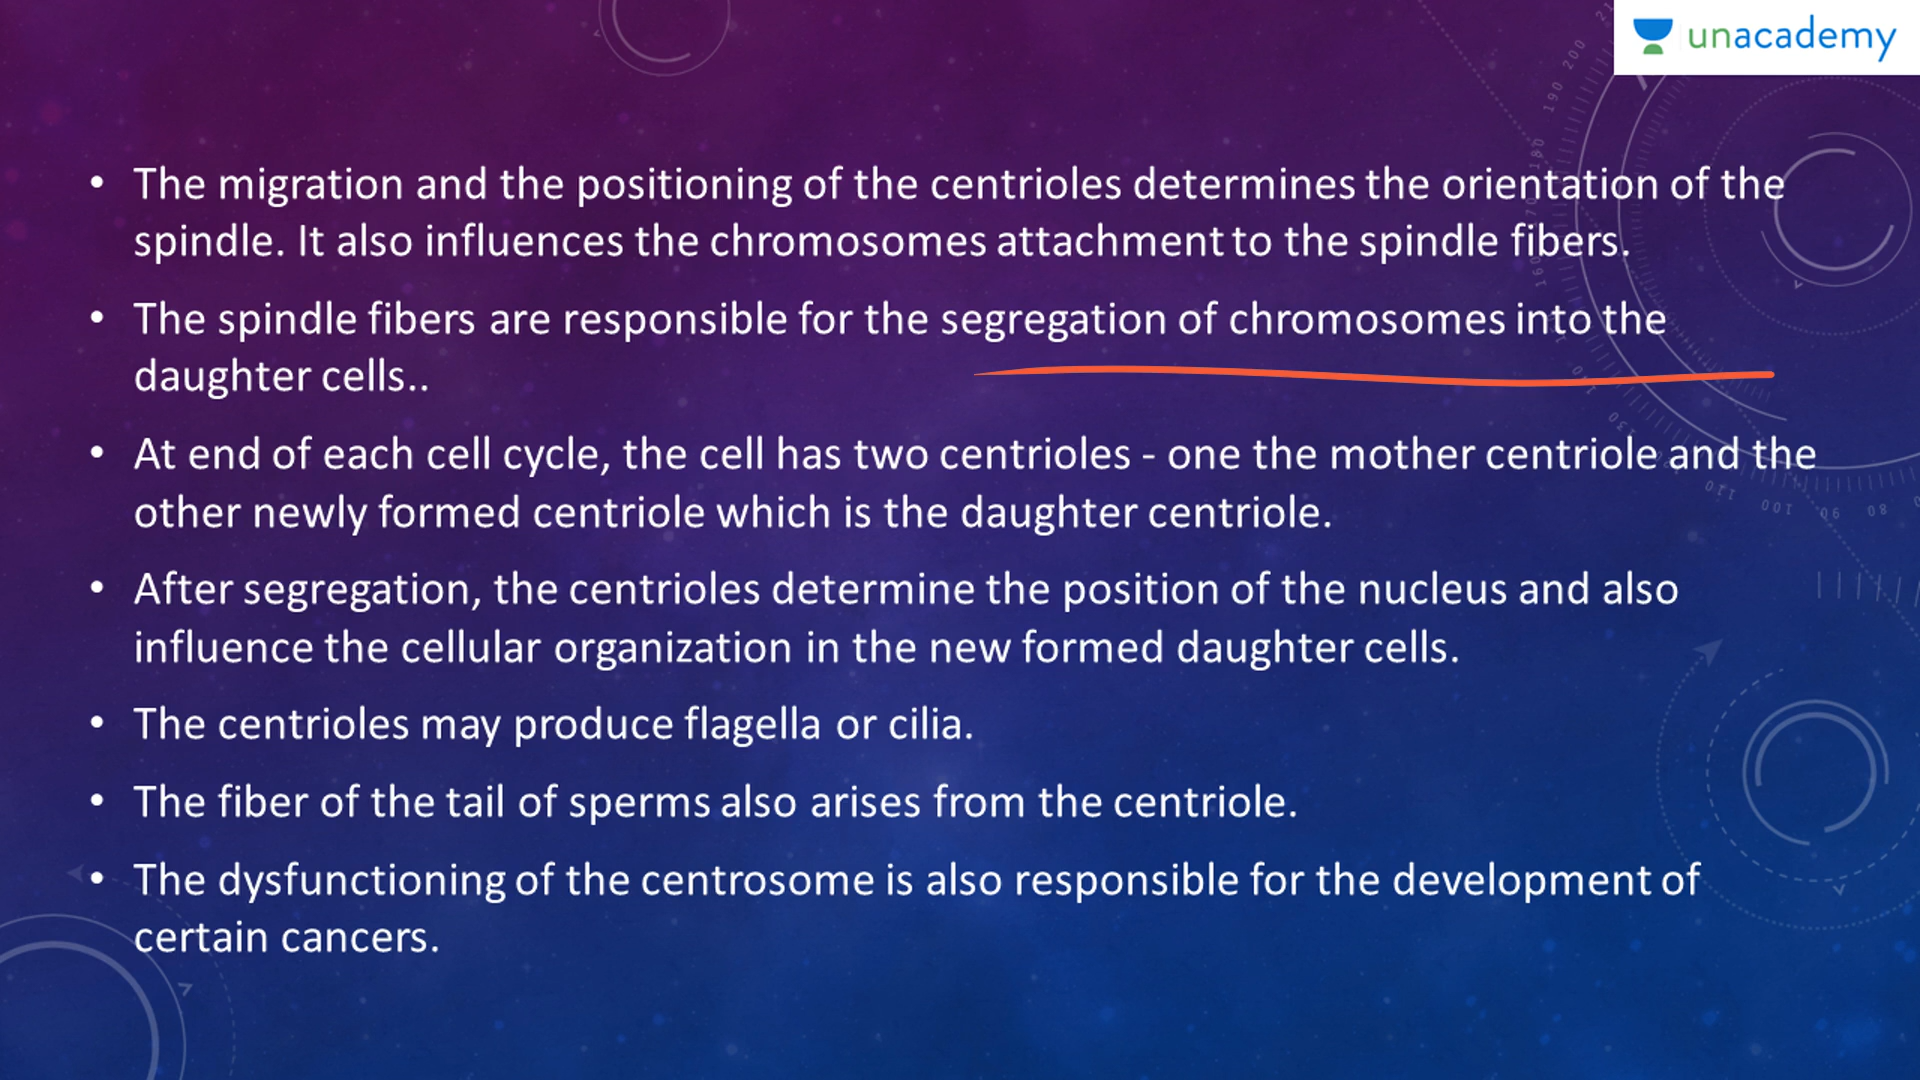 unacademy
• The migration and the positioning of the centrioles determines the orientation of the
spindle. It also influences the chromosomes attachment to the spindle fibers.
• The spindle fibers are responsible for the segregation of chromosomes into the
daughter cells..
• At end of each cell cycle, the cell has two centrioles - one the mother centriole and the
other newly formed centriole which is the daughter centriole.
• After segregation, the centrioles determine the position of the nucleus and also
influence the cellular organization in the new formed daughter cells.
• The centrioles may produce flagella or cilia.
• The fiber of the tail of sperms also arises from the centriole.
• The dysfunctioning of the centrosome is also responsible for the development of
certain cancers.